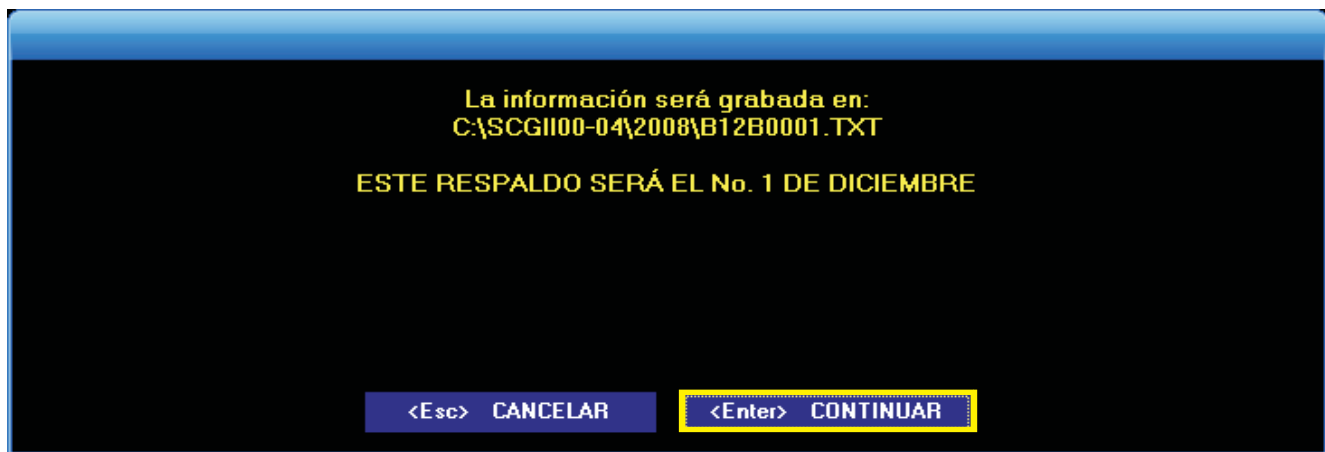 La información será grabada en:
C:\SCGII00-04\2008\B12B0001.TXT
ESTE RESPALDO SERÁ EL No. 1 DE DICIEMBRE
<Esc> CANCELAR
<Enter> CONTINUAR